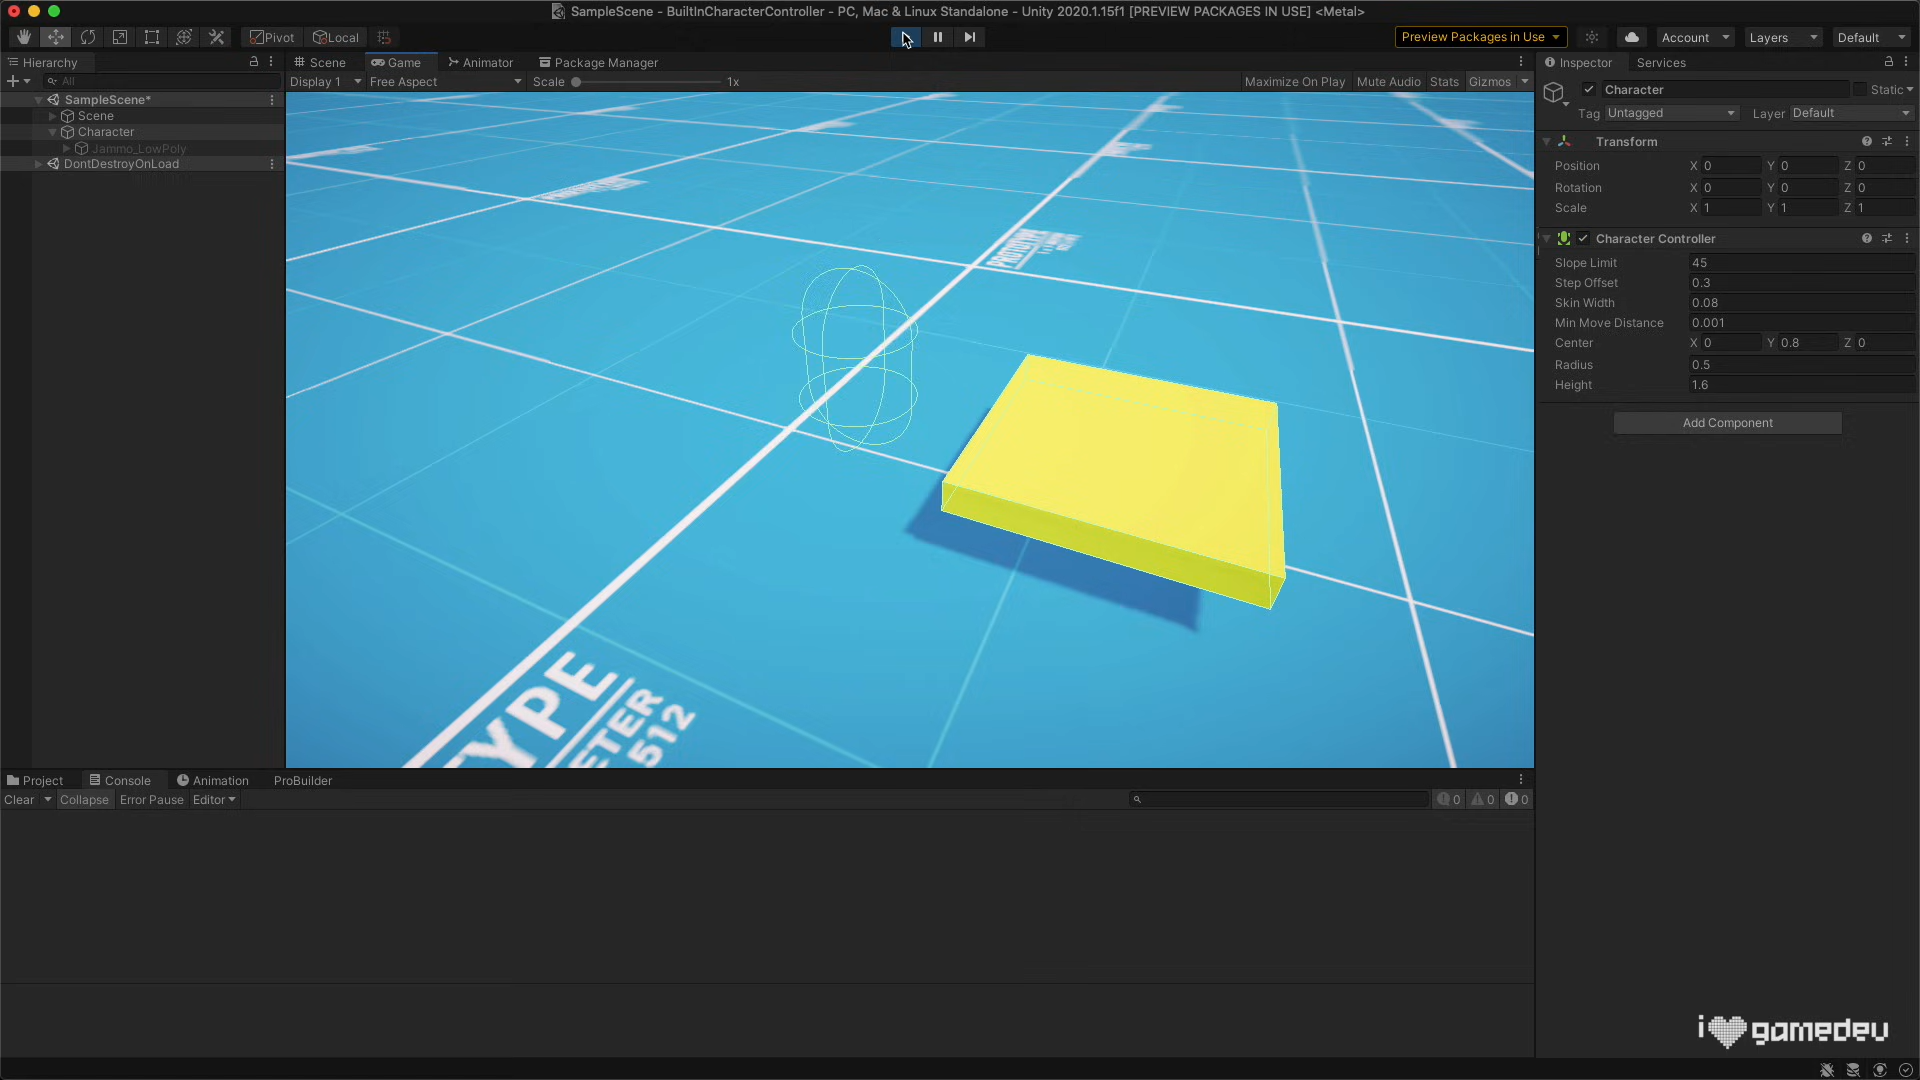 SampleScene - BuiltInCharacterController - PC, Mac & Linux Standalone - Unity 2020.1.15f1 [PREVIEW PACKAGES IN USE] <Metal>
Pivot Local Preview Packages in Use Account Layers Default
Hierarchy
All
SampleScene*
Scene
Character
Jammo_LowPoly
DontDestroyOnLoad
Scene Game Animator Package Manager
Display 1 Free Aspect Scale 1x Maximize On Play Mute Audio Stats Gizmos
PROTOTYPE
TYPE
METER
512
Inspector Services
Character Static
Tag Untagged Layer Default
Transform
Position X 0 Y 0 Z 0
Rotation X 0 Y 0 Z 0
Scale X 1 Y 1 Z 1
Character Controller
Slope Limit 45
Step Offset 0.3
Skin Width 0.08
Min Move Distance 0.001
Center X 0 Y 0.8 Z 0
Radius 0.5
Height 1.6
Add Component
Project Console Animation ProBuilder
Clear Collapse Error Pause Editor 0 0 0
i gamedev